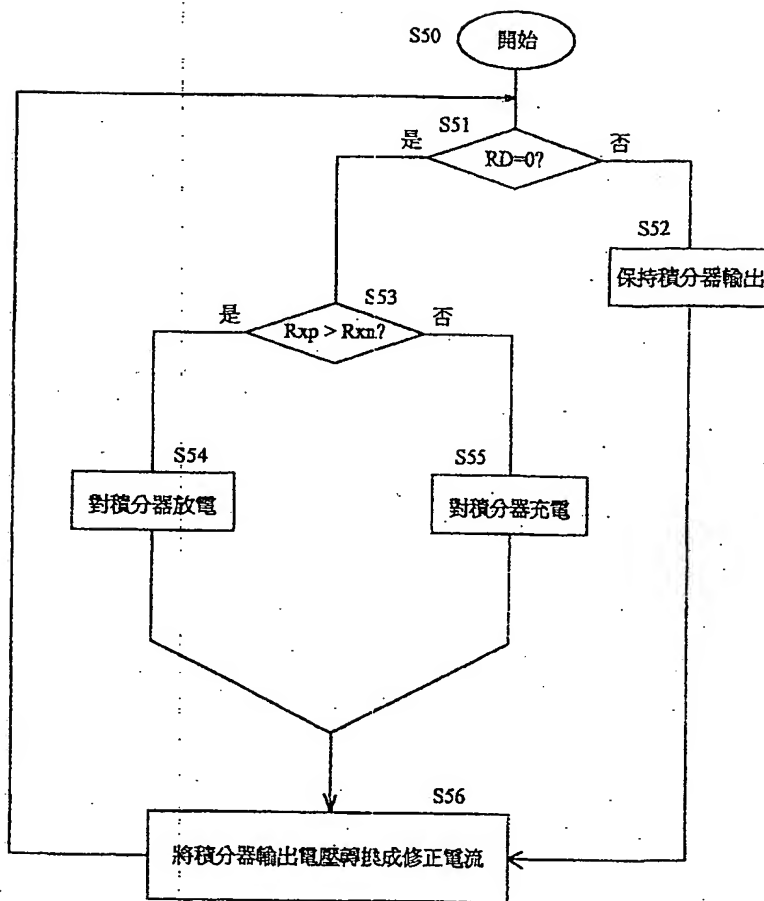 S50
開始
S51
是
RD=0?
否
S52
保持積分器輸出
S53
是
Rxp > Rxn?
否
S54
對積分器放電
S55
對積分器充電
S56
將積分器輸出電壓轉換成修正電流